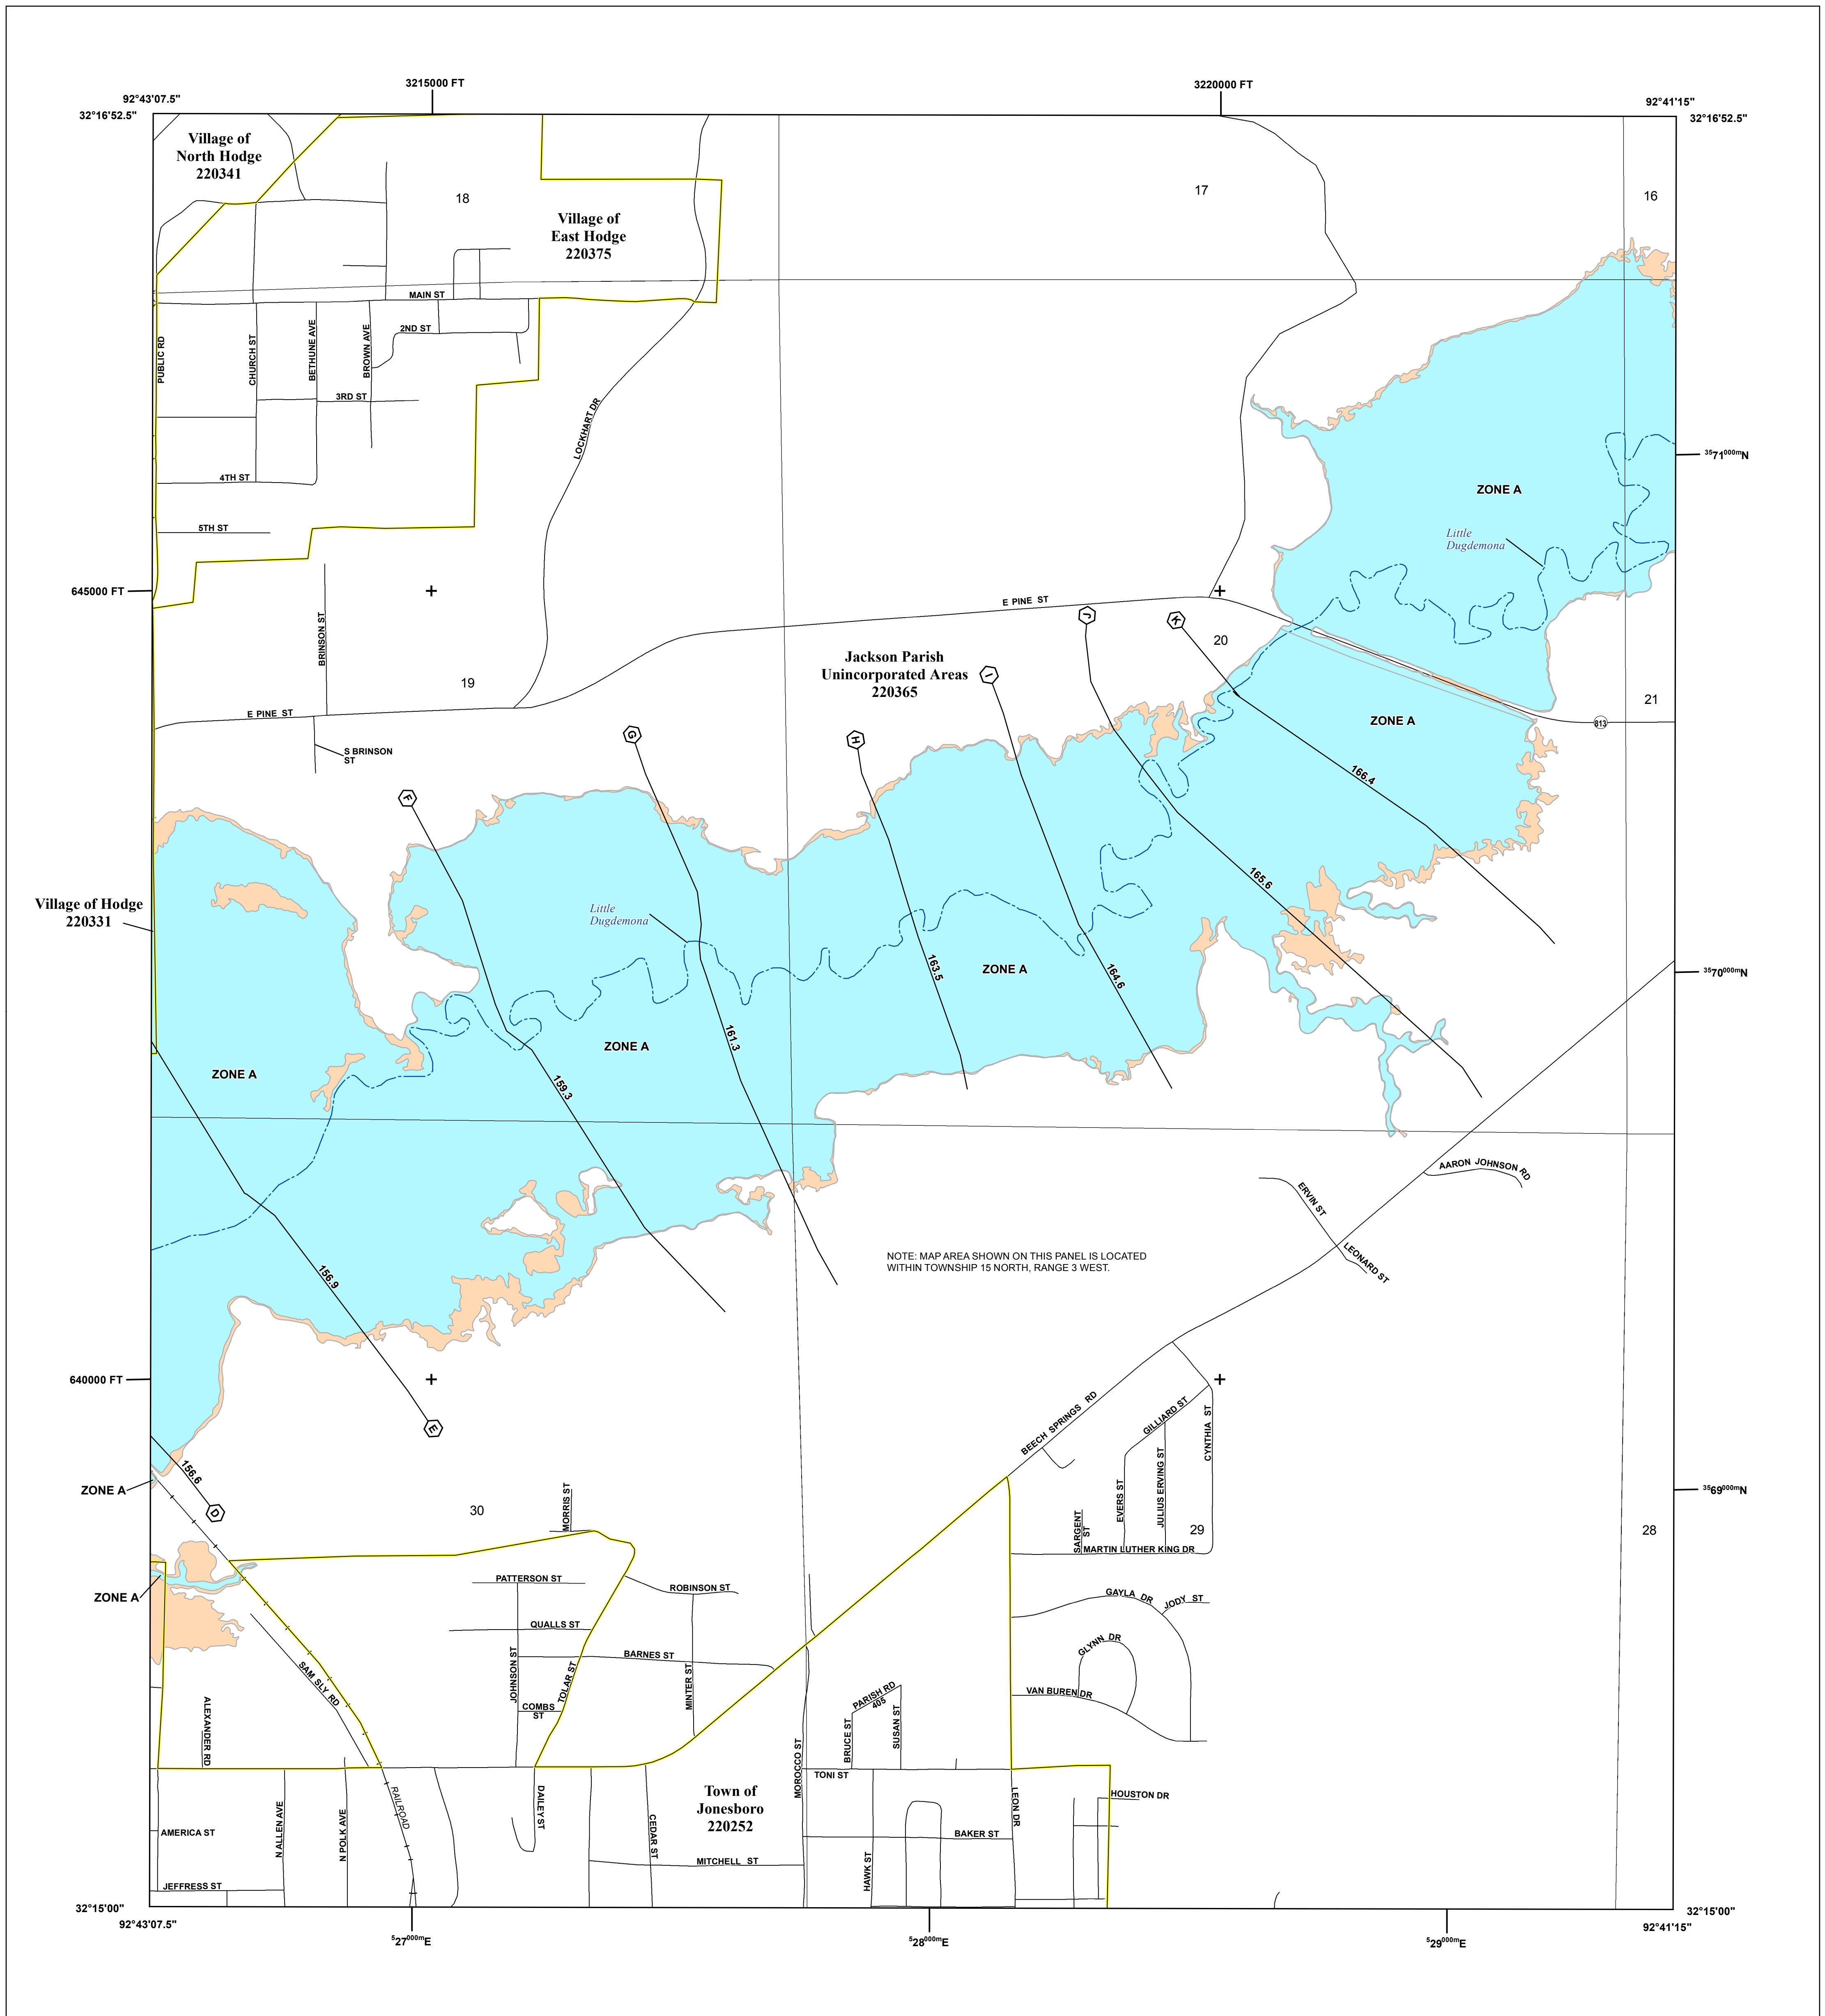 3215000 FT
3220000 FT
92°43'07.5"
92°41'15"
32°16'52.5"
32°16'52.5"
Village of
North Hodge
220341
18
17
16
Village of
East Hodge
220375
MAIN ST
2ND ST
PUBLIC RD
CHURCH ST
BETHUNE AVE
BROWN AVE
3RD ST
LOCKHART DR
4TH ST
5TH ST
3571000mN
ZONE A
Little
Dugdemona
645000 FT
E PINE ST
BRINSON ST
J
K
20
Jackson Parish
Unincorporated Areas
220365
I
19
21
E PINE ST
ZONE A
813
G
H
S BRINSON
ST
166.4
F
165.6
Village of Hodge
220331
Little
Dugdemona
163.5
ZONE A
164.6
3570000mN
161.3
ZONE A
ZONE A
159.3
AARON JOHNSON RD
ERVIN ST
LEONARD ST
NOTE: MAP AREA SHOWN ON THIS PANEL IS LOCATED
WITHIN TOWNSHIP 15 NORTH, RANGE 3 WEST.
156.9
640000 FT
E
BEECH SPRINGS RD
GILLIARD ST
CYNTHIA ST
JULIUS ERVING ST
EVERS ST
SARGENT
ST
156.6
ZONE A
D
30
MORRIS ST
3569000mN
29
28
MARTIN LUTHER KING DR
ZONE A
PATTERSON ST
ROBINSON ST
GAYLA DR
JODY ST
QUALLS ST
GLYNN DR
BARNES ST
JOHNSON ST
TOLAR ST
MINTER ST
SAM SLY RD
VAN BUREN DR
PARISH RD
405
COMBS
ST
ALEXANDER RD
BRUCE ST
SUSAN ST
MOROCCO ST
TONI ST
Town of
Jonesboro
220252
RAILROAD
DAILEY ST
LEON DR
HOUSTON DR
AMERICA ST
N ALLEN AVE
N POLK AVE
CEDAR ST
BAKER ST
MITCHELL ST
HAWK ST
JEFFRESS ST
32°15'00"
32°15'00"
92°43'07.5"
92°41'15"
527000mE
528000mE
529000mE